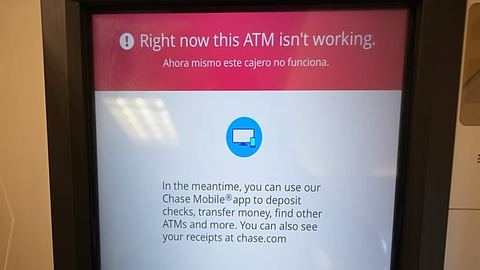 Right now this ATM isn't working.
Ahora mismo este cajero no funciona.
In the meantime, you can use our
Chase Mobile® app to deposit
checks, transfer money, find other
ATMs and more. You can also see
your receipts at chase.com